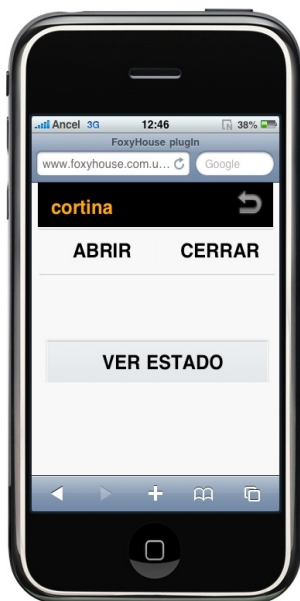 Ancel 3G 12:46 38%
FoxyHouse plugIn
www.foxyhouse.com.u... Google
cortina
ABRIR CERRAR
VER ESTADO